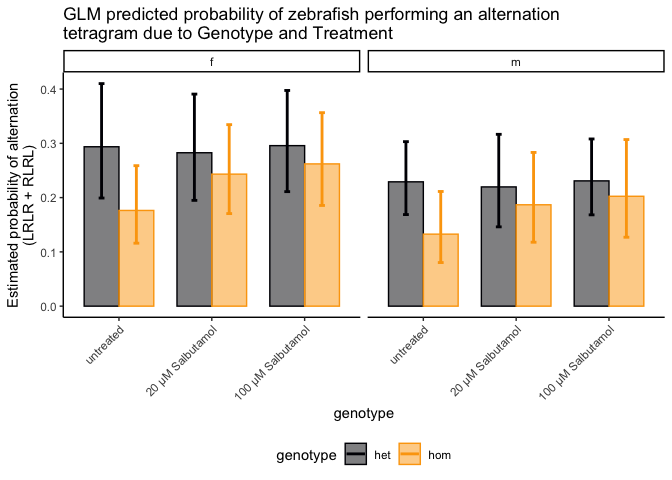 GLM predicted probability of zebrafish performing an alternation
tetragram due to Genotype and Treatment
f
m
Estimated probability of alternation
(LRLR + RLRL)
0.4
0.3
0.2
0.1
0.0
untreated
20 µM Salbutamol
100 µM Salbutamol
untreated
20 µM Salbutamol
100 µM Salbutamol
genotype
genotype
het
hom